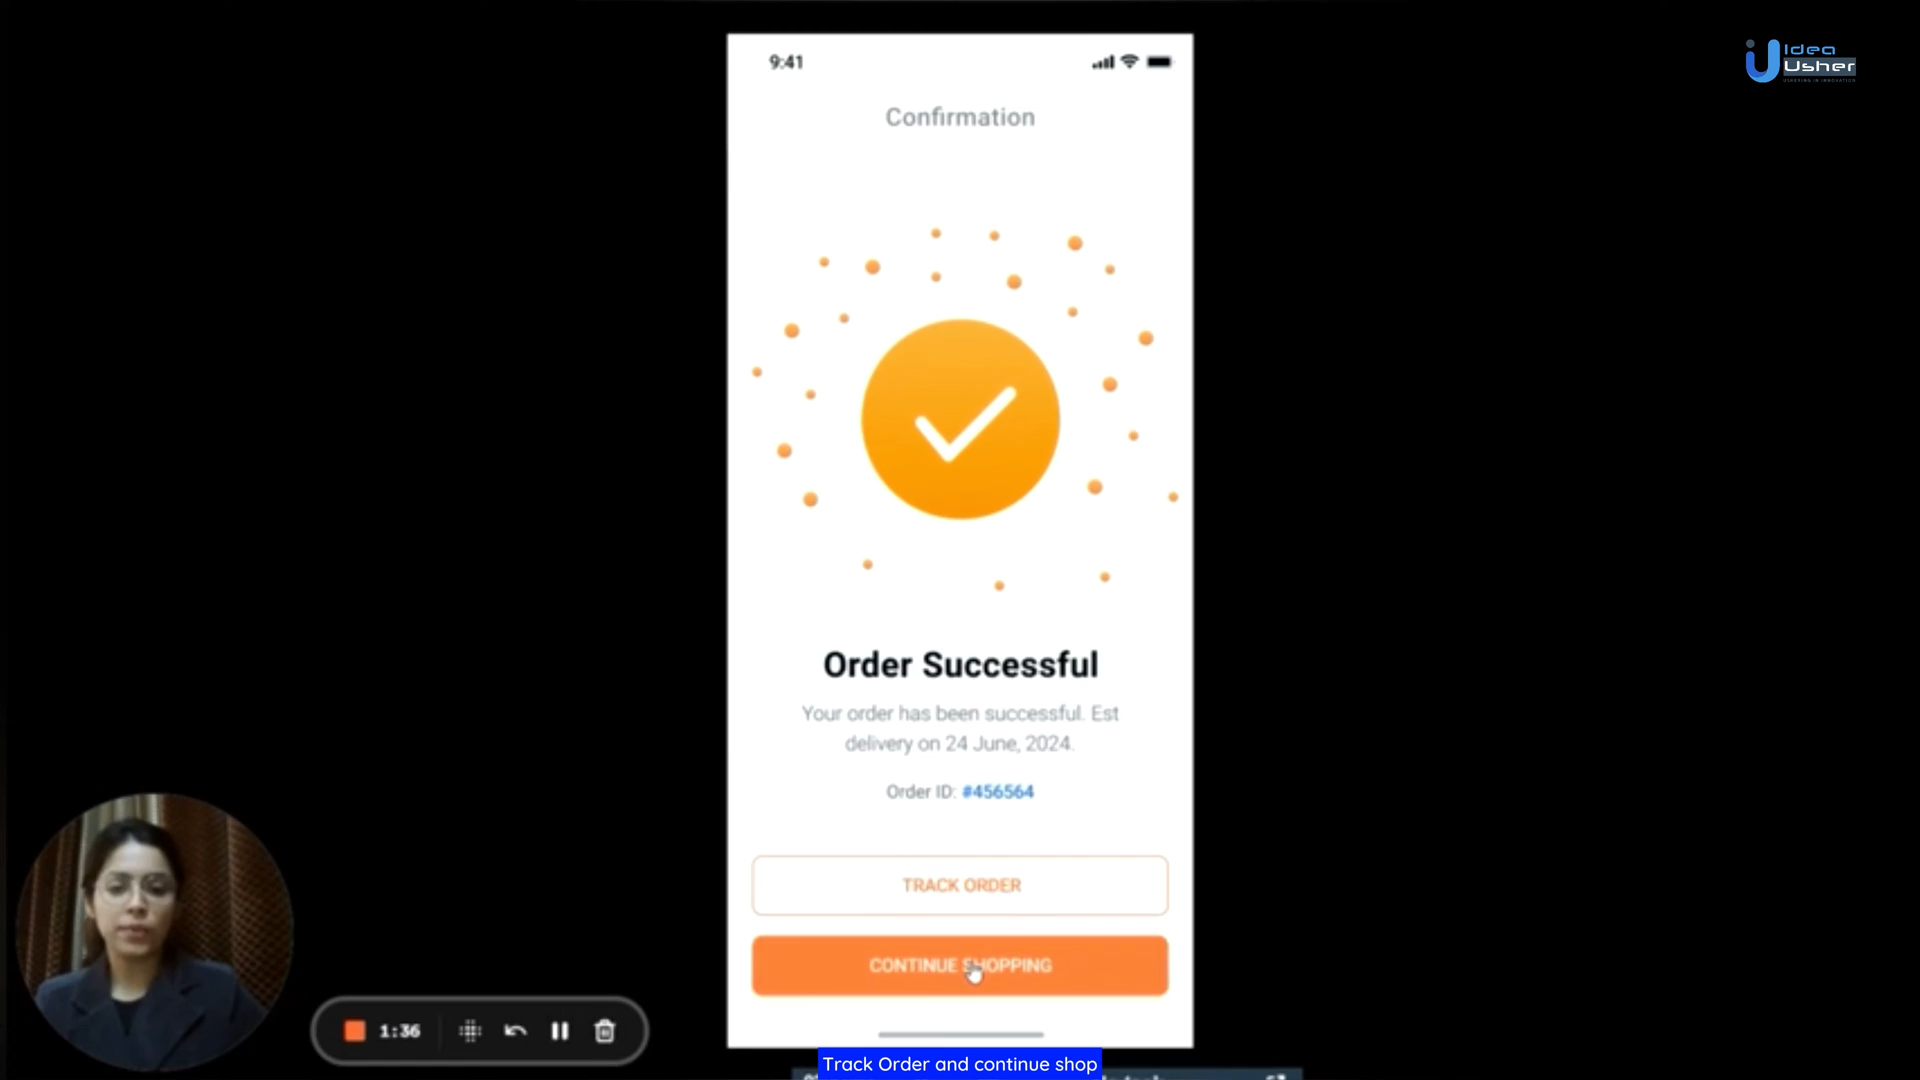 9:41
Idea
Usher
Confirmation
Order Successful
Your order has been successful. Est
delivery on 24 June, 2024.
Order ID: #456564
TRACK ORDER
CONTINUE SHOPPING
1:36
Track Order and continue shop